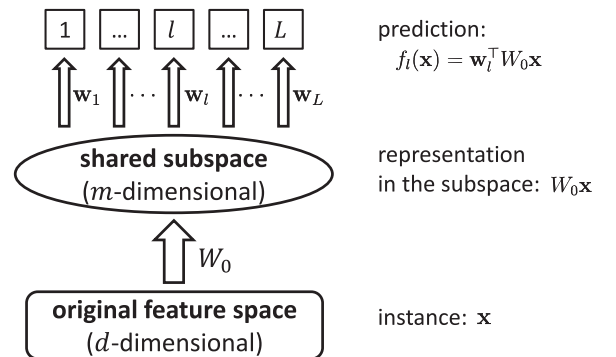 1 ... l ... L
prediction:
f_l(x) = w_l^⊤ W_0 x
w_1 ··· w_l ··· w_L
shared subspace
(m-dimensional)
representation
in the subspace: W_0 x
W_0
original feature space
(d-dimensional)
instance: x